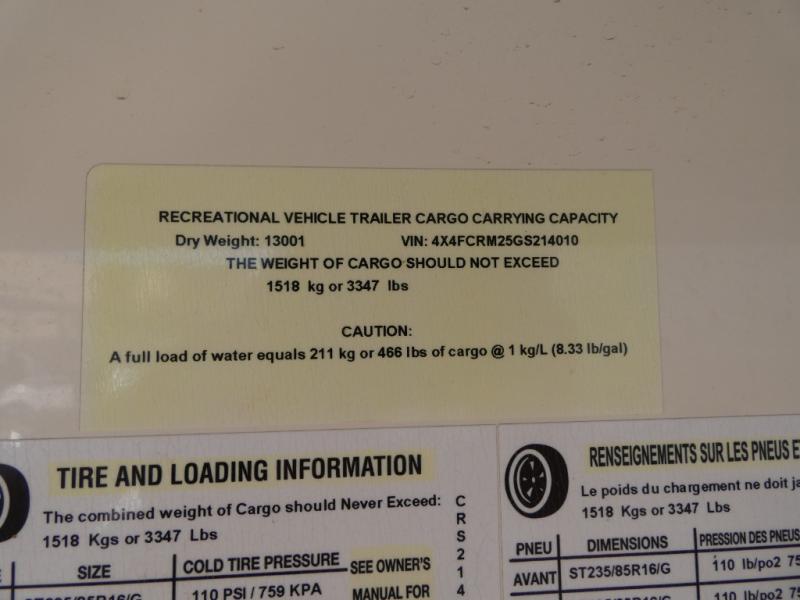 RECREATIONAL VEHICLE TRAILER CARGO CARRYING CAPACITY
Dry Weight: 13001 VIN: 4X4FCRM25GS214010
THE WEIGHT OF CARGO SHOULD NOT EXCEED
1518 kg or 3347 lbs
CAUTION:
A full load of water equals 211 kg or 466 lbs of cargo @ 1 kg/L (8.33 lb/gal)
TIRE AND LOADING INFORMATION
The combined weight of Cargo should Never Exceed:
1518 Kgs or 3347 Lbs
SIZE COLD TIRE PRESSURE SEE OWNER'S
110 PSI / 759 KPA MANUAL FOR
C
R
S
2
1
4
RENSEIGNEMENTS SUR LES PNEUS
Le poids du chargement ne doit
1518 Kgs or 3347 Lbs
PNEU DIMENSIONS PRESSION DES PNEUS
AVANT ST235/85R16/G 110 lb/po2